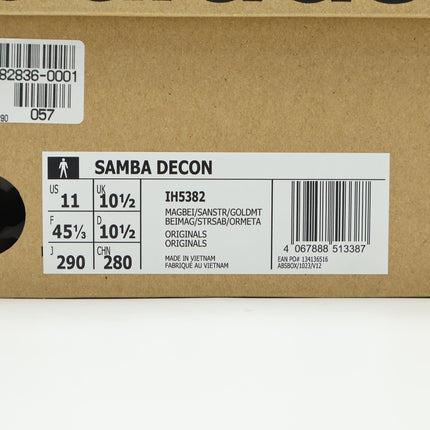 82836-0001
057
290
SAMBA DECON
US 11 UK 10½
F 45⅓ D 10½
J 290 CHN 280
IH5382
MAGBEI/SANSTR/GOLDMT
BEIMAG/STRSAB/ORMETA
ORIGINALS
ORIGINALS
MADE IN VIETNAM
FABRIQUÉ AU VIETNAM
4 067888 513387
EAN PO# 134136516
ABSBOX/1023/V12